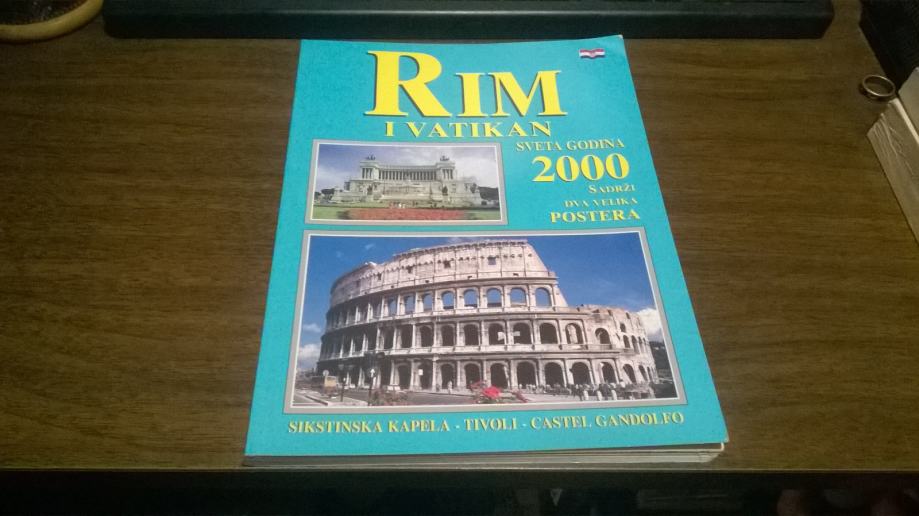 RIM
I VATIKAN
SVETA GODINA
2000
SADRŽI
DVA VELIKA
POSTERA
SIKSTINSKA KAPELA - TIVOLI - CASTEL GANDOLFO